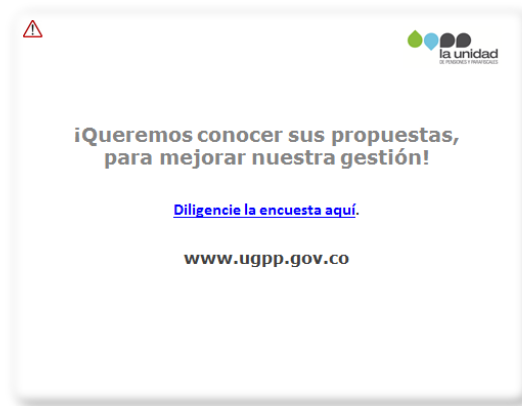 la unidad
DE PENSIONES Y PARAFISCALES
¡Queremos conocer sus propuestas,
para mejorar nuestra gestión!
Diligencie la encuesta aquí.
www.ugpp.gov.co